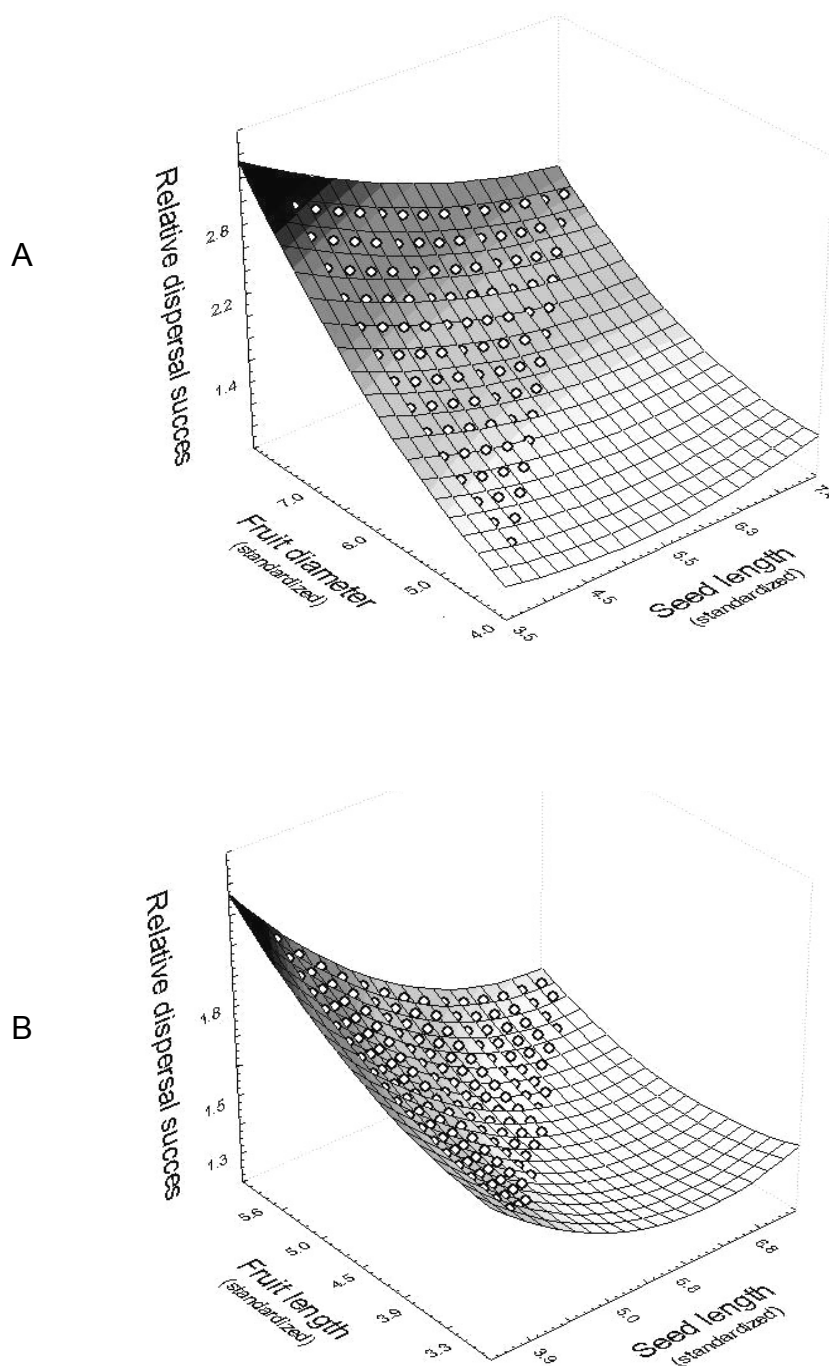 A
Relative dispersal succes
2.8
2.2
1.4
7.0
6.0
5.0
4.0
Fruit diameter
(standardized)
3.5
4.5
5.5
6.3
Seed length
(standardized)
B
Relative dispersal succes
1.8
1.5
1.3
5.6
5.0
4.5
3.9
3.3
Fruit length
(standardized)
3.9
5.0
5.8
6.8
Seed length
(standardized)